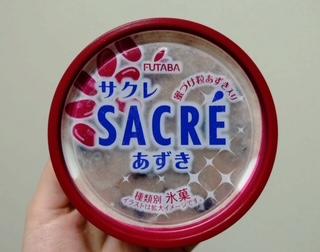 FUTABA
サクレ
蜜づけ粒あずき入り
SACRÉ
あずき
種類別 氷菓
イラストは拡大イメージです。